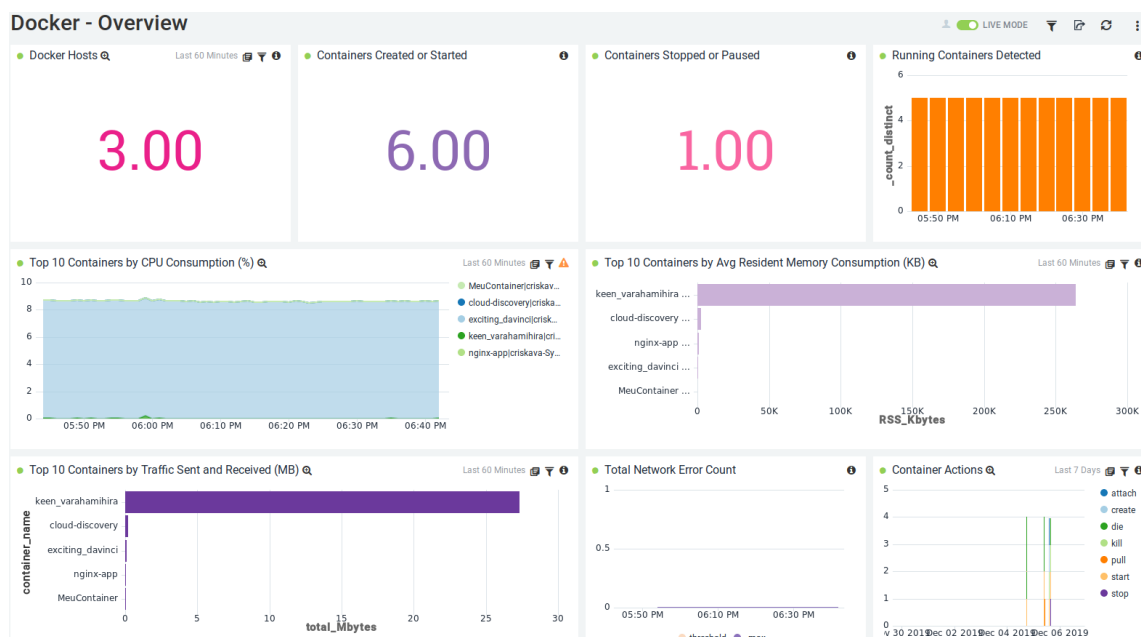 Docker - Overview
LIVE MODE
Docker Hosts
Last 60 Minutes
3.00
Containers Created or Started
6.00
Containers Stopped or Paused
1.00
Running Containers Detected
_count_distinct
6
4
2
0
05:50 PM 06:10 PM 06:30 PM
Top 10 Containers by CPU Consumption (%)
Last 60 Minutes
10
8
6
4
2
0
05:50 PM 06:00 PM 06:10 PM 06:20 PM 06:30 PM 06:40 PM
MeuContainer|criskav...
cloud-discovery|criska...
exciting_davinci|crisk...
keen_varahamihira|cri...
nginx-app|criskava-Sy...
Top 10 Containers by Avg Resident Memory Consumption (KB)
Last 60 Minutes
keen_varahamihira ...
cloud-discovery ...
nginx-app ...
exciting_davinci ...
MeuContainer ...
0 50K 100K 150K 200K 250K 300K
RSS_Kbytes
Top 10 Containers by Traffic Sent and Received (MB)
Last 60 Minutes
container_name
keen_varahamihira
cloud-discovery
exciting_davinci
nginx-app
MeuContainer
0 5 10 15 20 25 30
total_Mbytes
Total Network Error Count
1
0.5
0
05:50 PM 06:10 PM 06:30 PM
threshold max
Container Actions
Last 7 Days
5
4
3
2
1
0
30 2019 Dec 02 2019 Dec 04 2019 Dec 06 2019
attach
create
die
kill
pull
start
stop